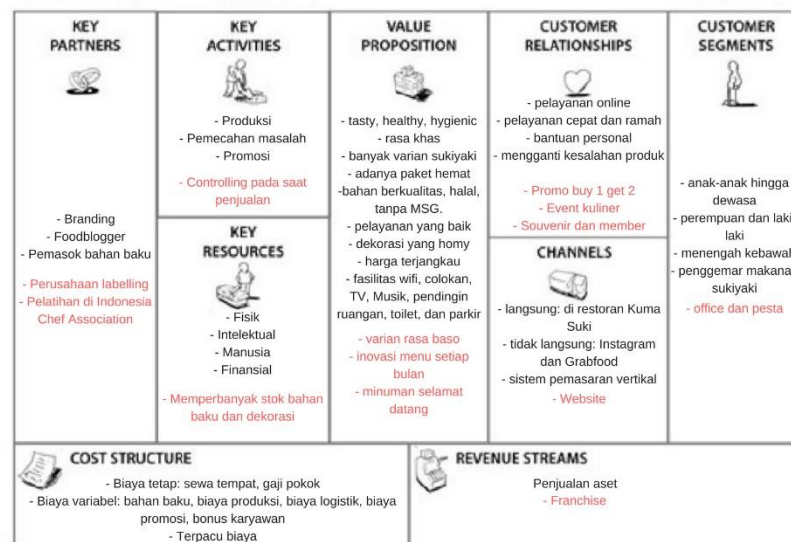 KEY
PARTNERS
- Branding
- Foodblogger
- Pemasok bahan baku
- Perusahaan labelling
- Pelatihan di Indonesia
Chef Association
KEY
ACTIVITIES
- Produksi
- Pemecahan masalah
- Promosi
- Controlling pada saat
penjualan
KEY
RESOURCES
- Fisik
- Intelektual
- Manusia
- Finansial
- Memperbanyak stok bahan
baku dan dekorasi
VALUE
PROPOSITION
- tasty, healthy, hygienic
- rasa khas
- banyak varian sukiyaki
- adanya paket hemat
-bahan berkualitas, halal,
tanpa MSG.
- pelayanan yang baik
- dekorasi yang homy
- harga terjangkau
- fasilitas wifi, colokan,
TV, Musik, pendingin
ruangan, toilet, dan parkir
- varian rasa baso
- inovasi menu setiap
bulan
- minuman selamat
datang
CUSTOMER
RELATIONSHIPS
- pelayanan online
- pelayanan cepat dan ramah
- bantuan personal
- mengganti kesalahan produk
- Promo buy 1 get 2
- Event kuliner
- Souvenir dan member
CHANNELS
- langsung: di restoran Kuma
Suki
- tidak langsung: Instagram
dan Grabfood
- sistem pemasaran vertikal
- Website
CUSTOMER
SEGMENTS
- anak-anak hingga
dewasa
- perempuan dan laki
laki
- menengah kebawah
- penggemar makana
sukiyaki
- office dan pesta
COST STRUCTURE
- Biaya tetap: sewa tempat, gaji pokok
- Biaya variabel: bahan baku, biaya produksi, biaya logistik, biaya
promosi, bonus karyawan
- Terpacu biaya
REVENUE STREAMS
Penjualan aset
- Franchise